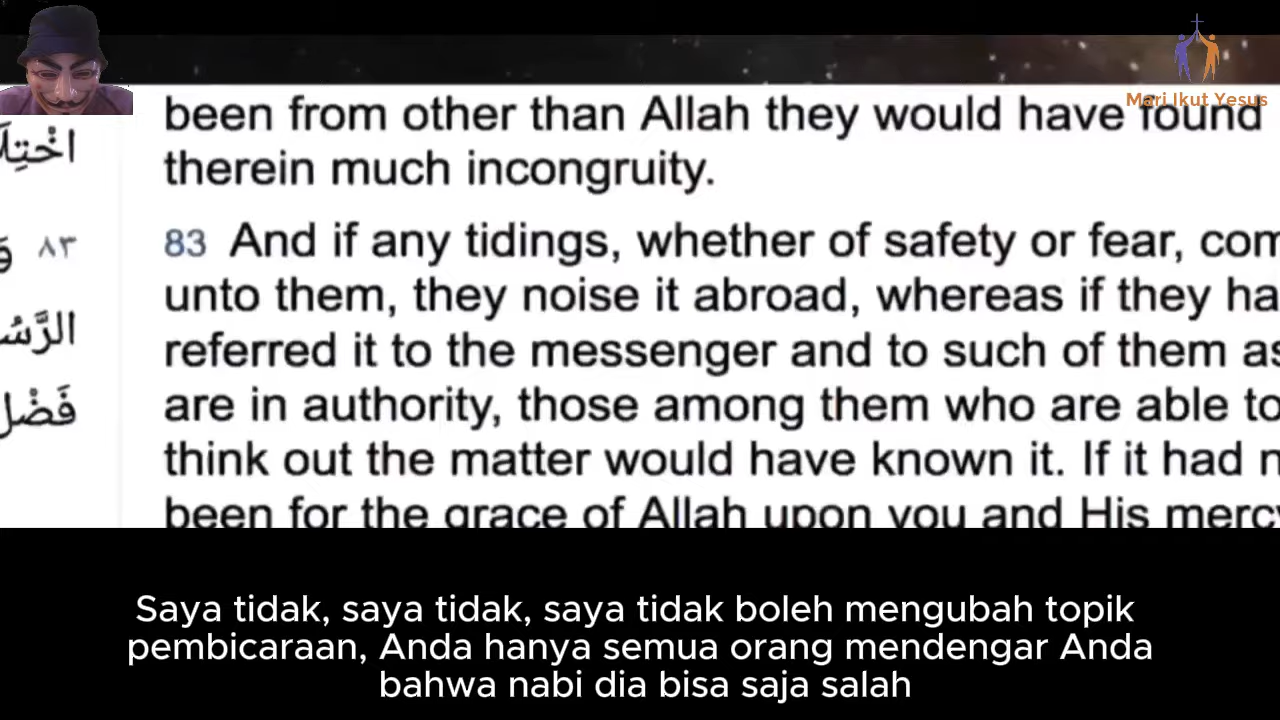 Mari Ikut Yesus
been from other than Allah they would have found
therein much incongruity.
83 And if any tidings, whether of safety or fear,
unto them, they noise it abroad, whereas if they
referred it to the messenger and to such of them
are in authority, those among them who are able to
think out the matter would have known it. If it had
been for the grace of Allah upon you and His
٨٣
فَضْل
Saya tidak, saya tidak, saya tidak boleh mengubah topik
pembicaraan, Anda hanya semua orang mendengar Anda
bahwa nabi dia bisa saja salah